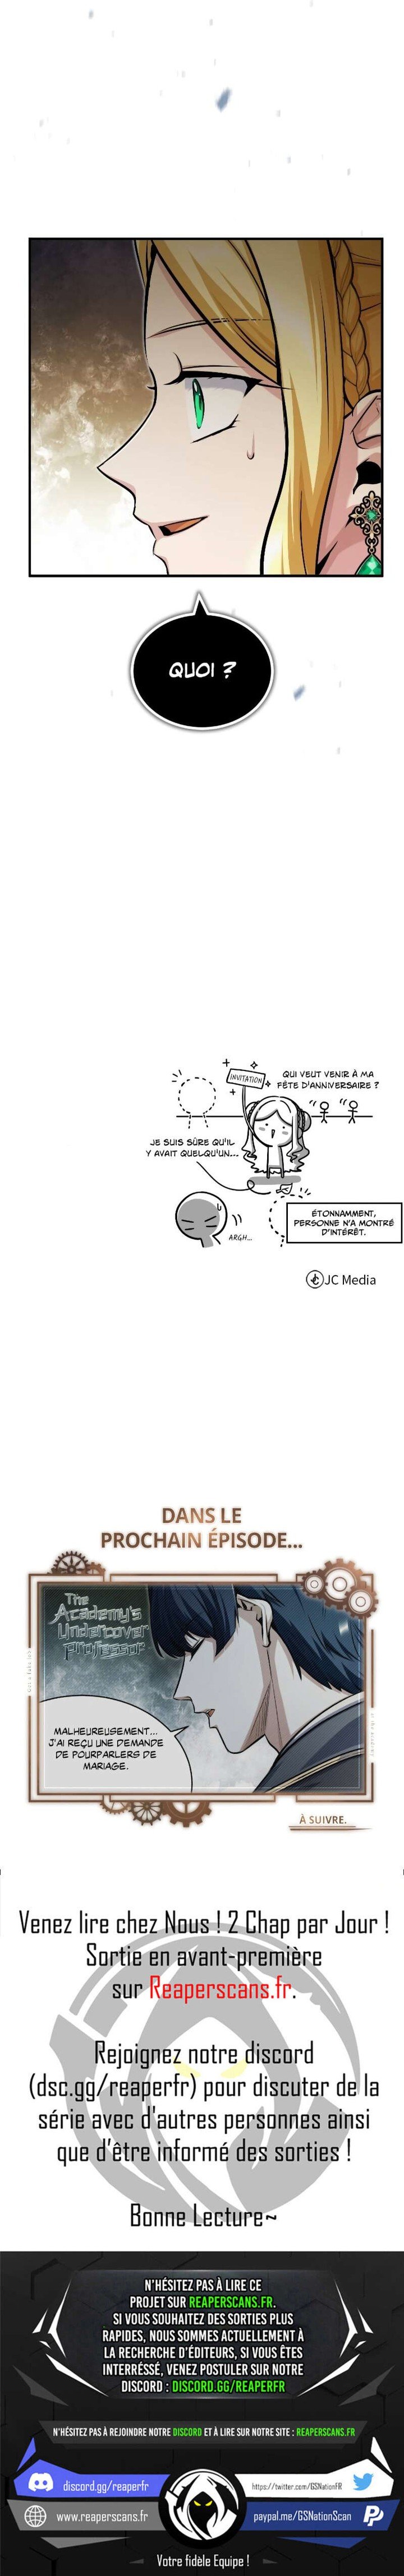 QUOI ?
INVITATION
QUI VEUT VENIR À MA
FÊTE D'ANNIVERSAIRE ?
JE SUIS SÛRE QU'IL
Y AVAIT QUELQU'UN...
ARGH...
ÉTONNAMMENT,
PERSONNE N'A MONTRÉ
D'INTÉRÊT.
JC Media
DANS LE
PROCHAIN ÉPISODE...
The
Academy's
Undercover
Professor
MALHEUREUSEMENT...
J'AI REÇU UNE DEMANDE
DE POURPARLERS DE
MARIAGE.
À SUIVRE.
Venez lire chez Nous ! 2 Chap par Jour !
Sortie en avant-première
sur Reaperscans.fr.
Rejoignez notre discord
(dsc.gg/reaperfr) pour discuter de la
série avec d'autres personnes ainsi
que d'être informé des sorties !
Bonne Lecture~
N'HÉSITEZ PAS À LIRE CE
PROJET SUR REAPERSCANS.FR.
SI VOUS SOUHAITEZ DES SORTIES PLUS
RAPIDES, NOUS SOMMES ACTUELLEMENT À
LA RECHERCHE D'ÉDITEURS, SI VOUS ÊTES
INTERRÉSSÉ, VENEZ POSTULER SUR NOTRE
DISCORD : DISCORD.GG/REAPERFR
N'HÉSITEZ PAS À REJOINDRE NOTRE DISCORD ET À LIRE SUR NOTRE SITE : REAPERSCANS.FR
discord.gg/reaperfr
https://twitter.com/GSNationFR
www.reaperscans.fr
paypal.me/GSNationScan
Votre fidèle Equipe !